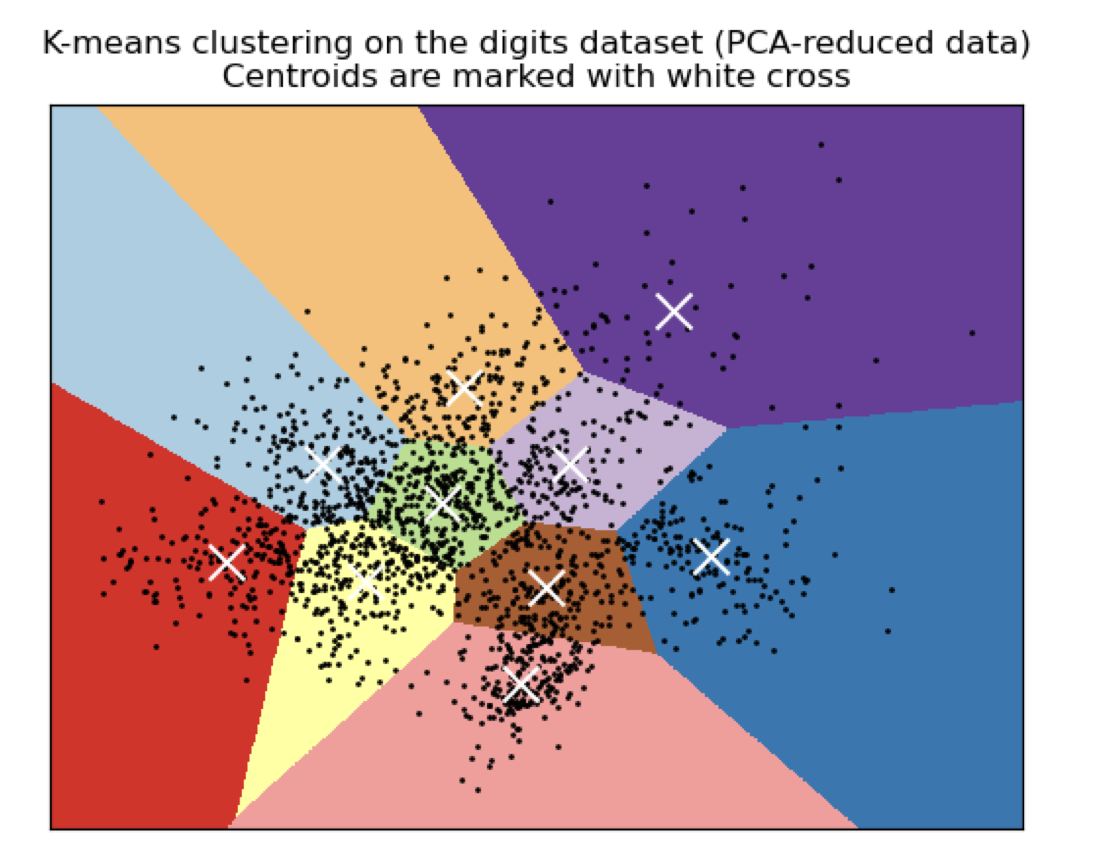 K-means clustering on the digits dataset (PCA-reduced data)
Centroids are marked with white cross